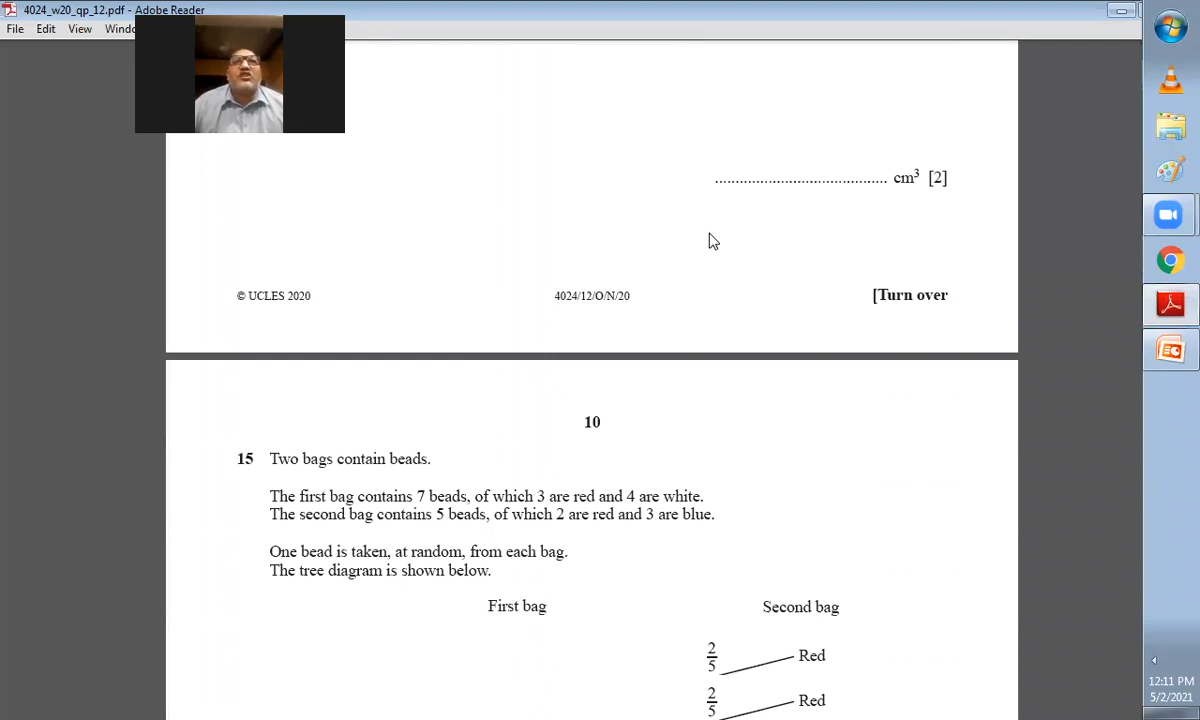 4024_w20_qp_12.pdf - Adobe Reader
File Edit View Windo
........................................... cm³ [2]
© UCLES 2020 4024/12/O/N/20 [Turn over
10
15 Two bags contain beads.
The first bag contains 7 beads, of which 3 are red and 4 are white.
The second bag contains 5 beads, of which 2 are red and 3 are blue.
One bead is taken, at random, from each bag.
The tree diagram is shown below.
First bag Second bag
2/5 Red
2/5 Red
12:11 PM
5/2/2021